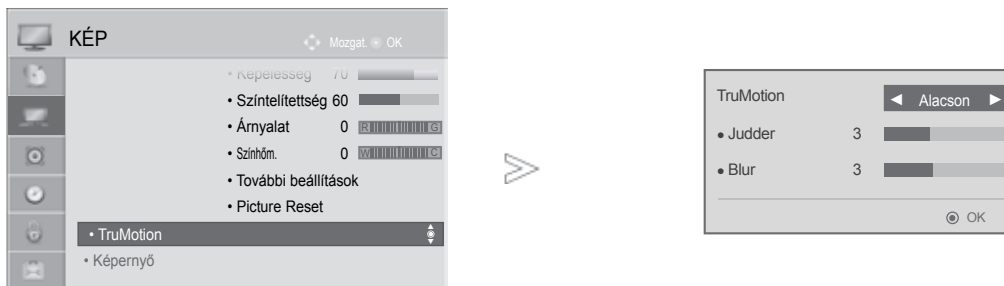 KÉP
Mozgat. OK
• Képélesség 70
• Színtelítettség 60
• Árnyalat 0 R G
• Színhőm. 0 W C
• További beállítások
• Picture Reset
• TruMotion
• Képernyő
TruMotion ◄ Alacson ►
• Judder 3
• Blur 3
OK